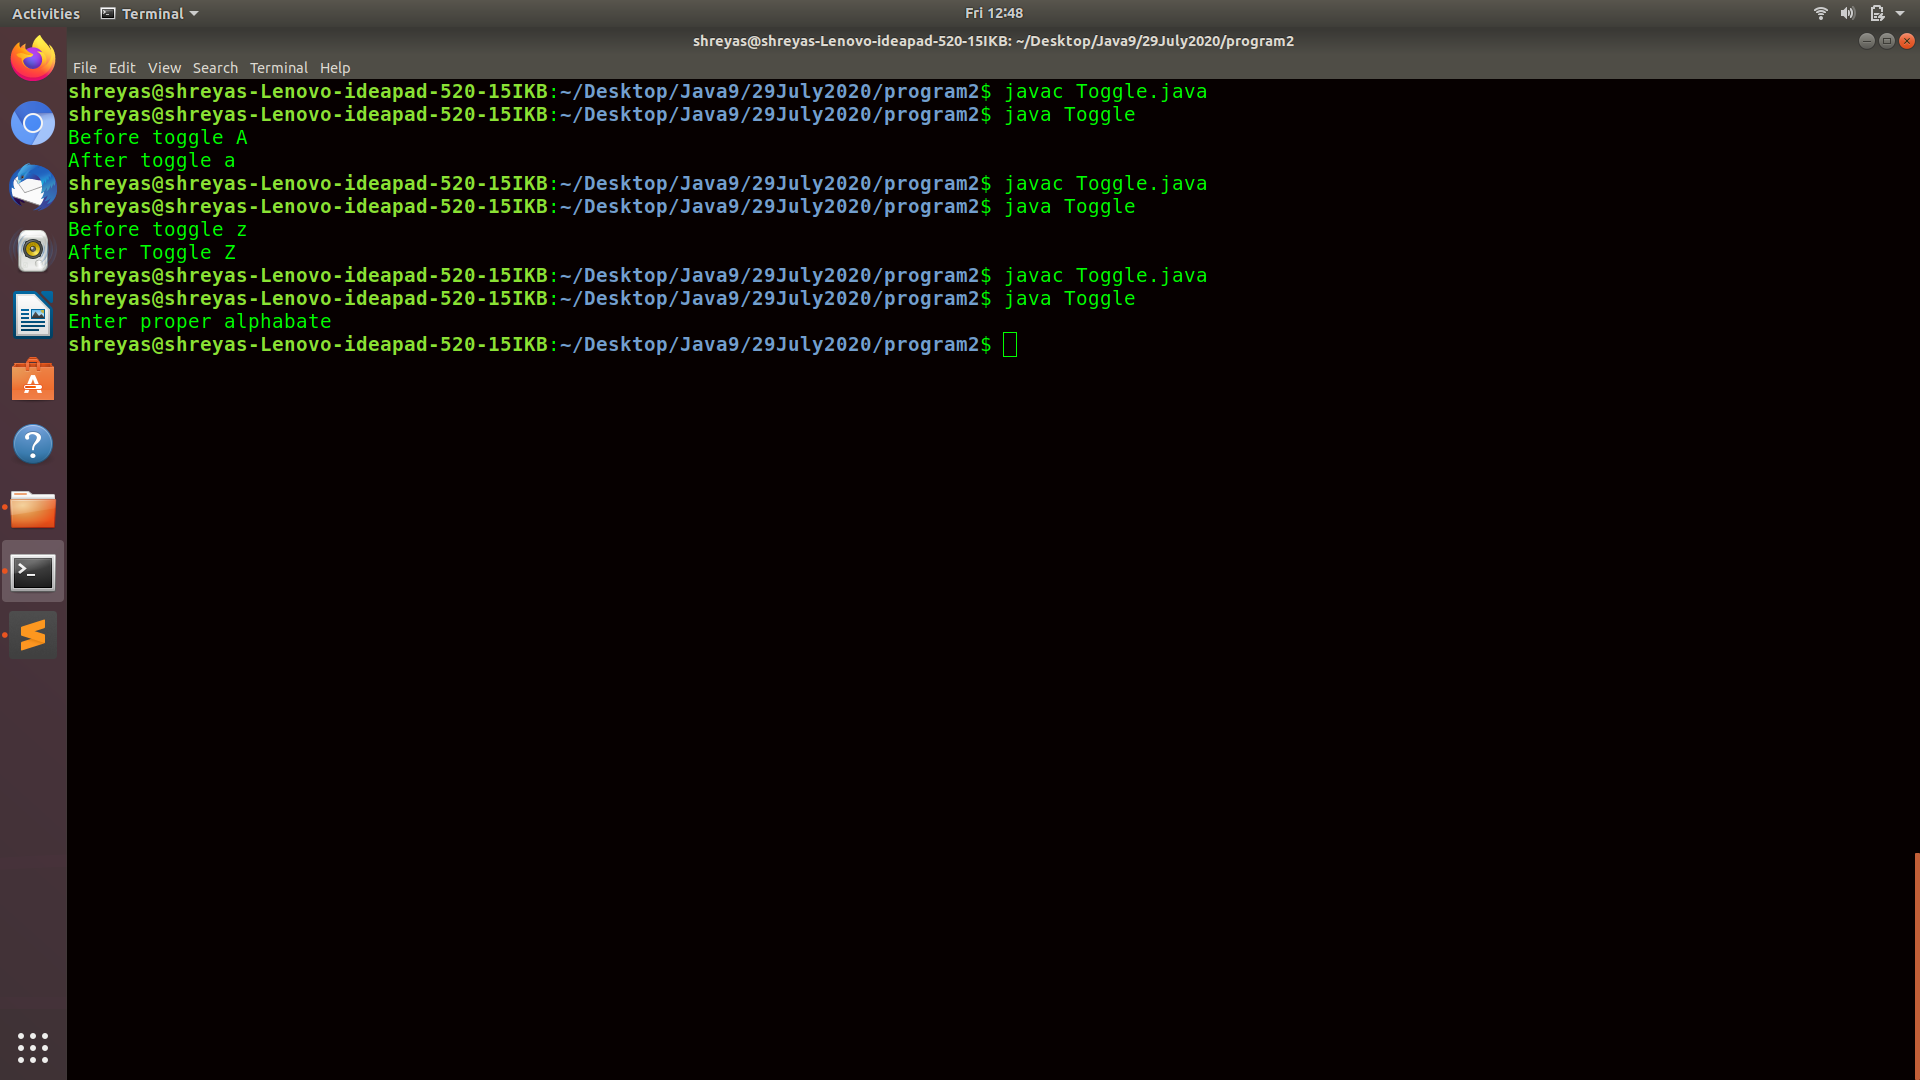 Activities Terminal Fri 12:48
shreyas@shreyas-Lenovo-ideapad-520-15IKB: ~/Desktop/Java9/29July2020/program2
File Edit View Search Terminal Help
shreyas@shreyas-Lenovo-ideapad-520-15IKB:~/Desktop/Java9/29July2020/program2$ javac Toggle.java
shreyas@shreyas-Lenovo-ideapad-520-15IKB:~/Desktop/Java9/29July2020/program2$ java Toggle
Before toggle A
After toggle a
shreyas@shreyas-Lenovo-ideapad-520-15IKB:~/Desktop/Java9/29July2020/program2$ javac Toggle.java
shreyas@shreyas-Lenovo-ideapad-520-15IKB:~/Desktop/Java9/29July2020/program2$ java Toggle
Before toggle z
After Toggle Z
shreyas@shreyas-Lenovo-ideapad-520-15IKB:~/Desktop/Java9/29July2020/program2$ javac Toggle.java
shreyas@shreyas-Lenovo-ideapad-520-15IKB:~/Desktop/Java9/29July2020/program2$ java Toggle
Enter proper alphabate
shreyas@shreyas-Lenovo-ideapad-520-15IKB:~/Desktop/Java9/29July2020/program2$